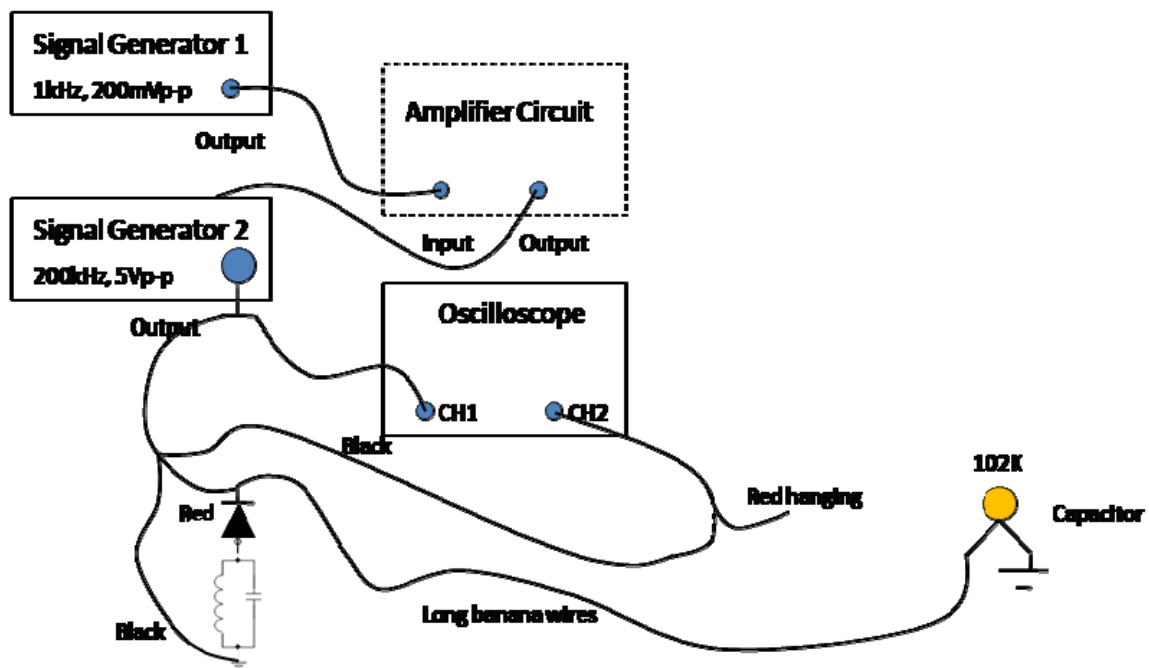 Signal Generator 1
1kHz, 200mVp-p
Output
Amplifier Circuit
Input
Output
Signal Generator 2
200kHz, 5Vp-p
Output
Oscilloscope
CH1
CH2
Black
Red
Red hanging
102K
Capacitor
Long banana wires
Black